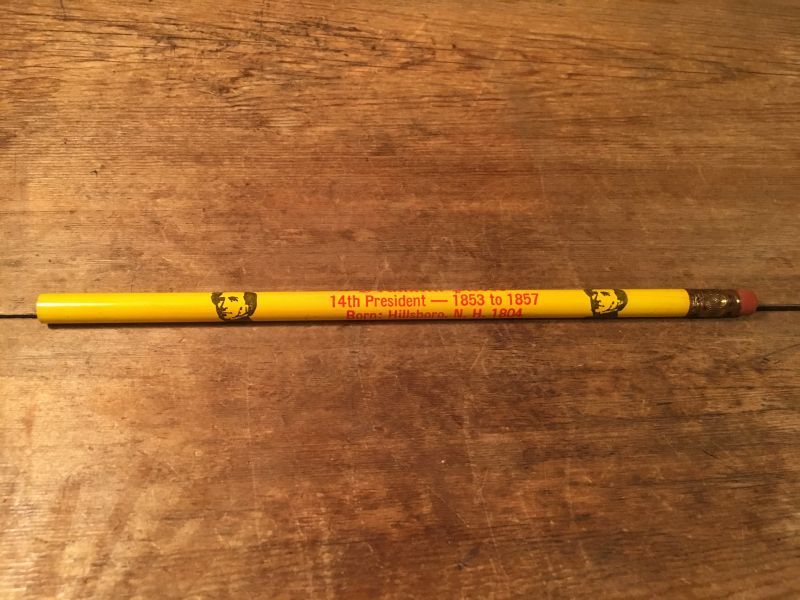 14th President — 1853 to 1857
Born: Hillsboro, N. H. 1804